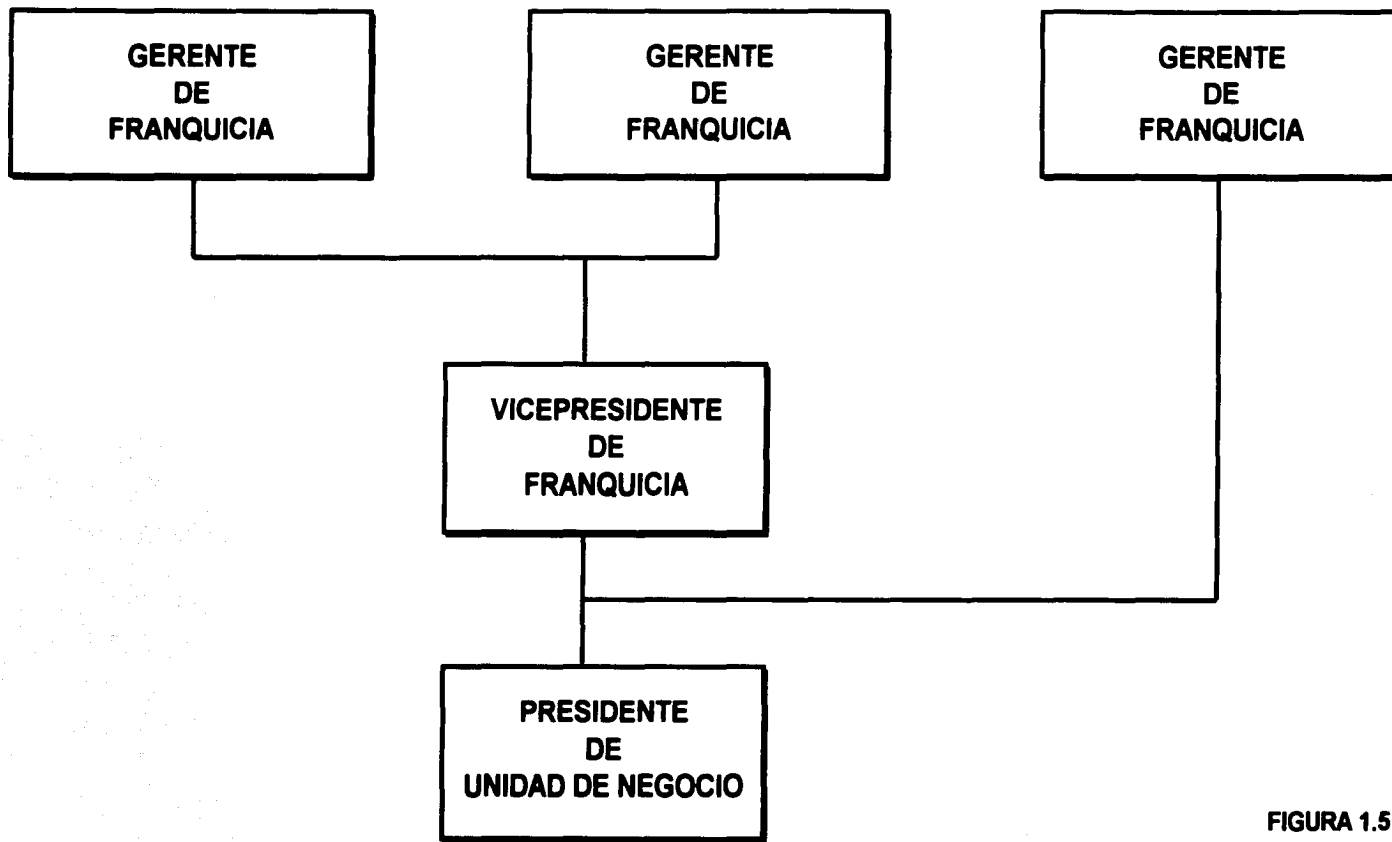 GERENTE
DE
FRANQUICIA
GERENTE
DE
FRANQUICIA
GERENTE
DE
FRANQUICIA
VICEPRESIDENTE
DE
FRANQUICIA
PRESIDENTE
DE
UNIDAD DE NEGOCIO
FIGURA 1.5